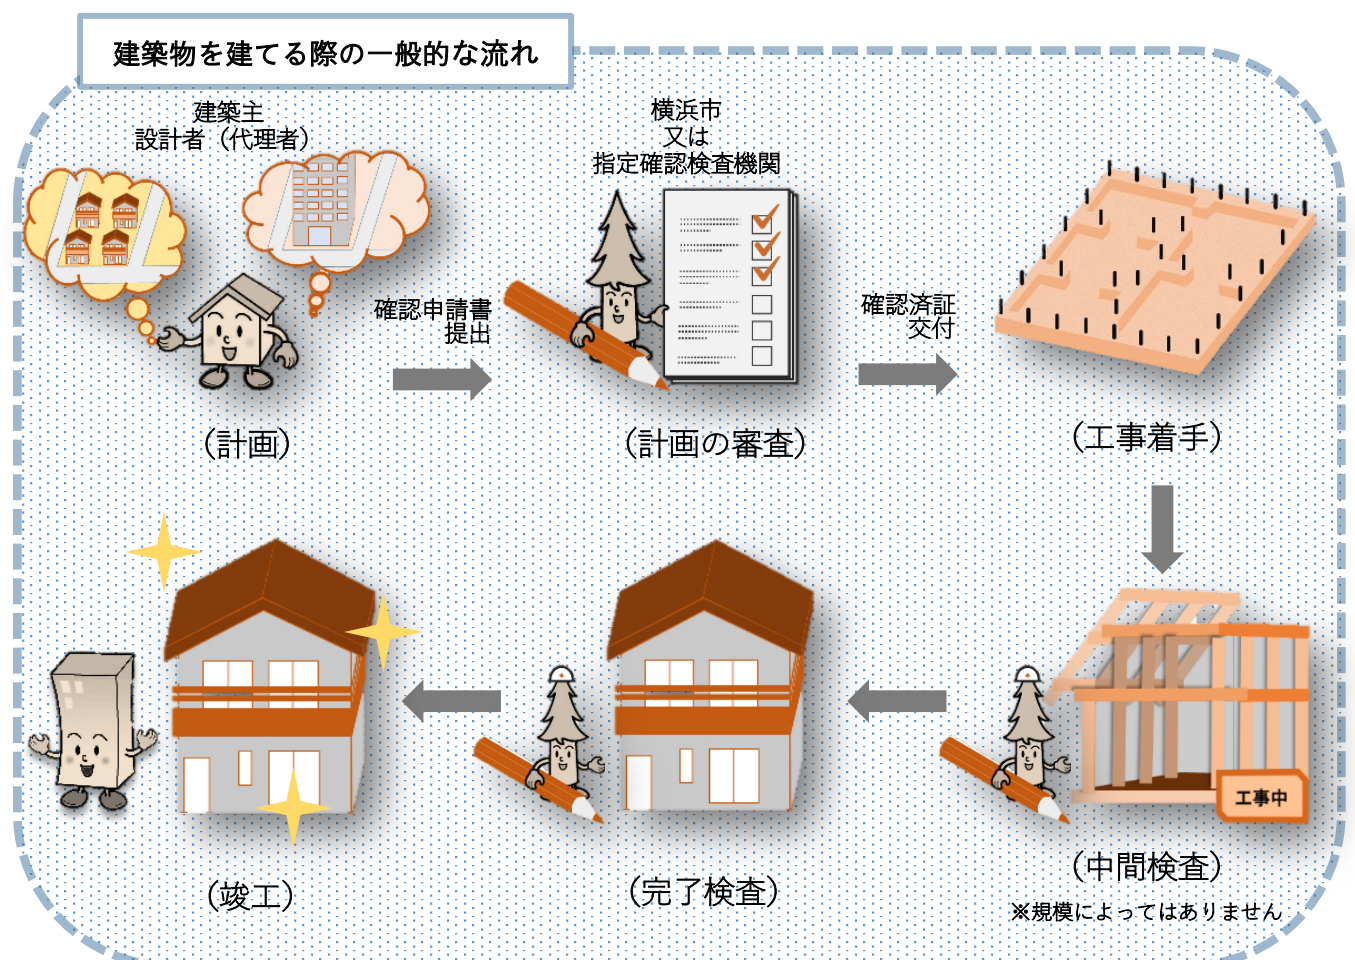 建築物を建てる際の一般的な流れ
建築主
設計者（代理者）
横浜市
又は
指定確認検査機関
確認申請書
提出
確認済証
交付
（計画）
（計画の審査）
（工事着手）
工事中
（竣工）
（完了検査）
（中間検査）
※規模によってはありません